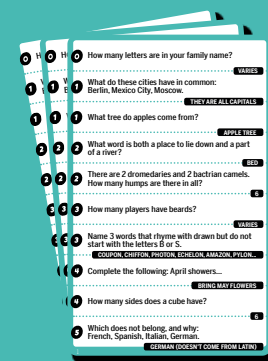 0 How many letters are in your family name?
VARIES
1 What do these cities have in common:
Berlin, Mexico City, Moscow.
THEY ARE ALL CAPITALS
1 What tree do apples come from?
APPLE TREE
2 What word is both a place to lie down and a part
of a river?
BED
2 There are 2 dromedaries and 2 bactrian camels.
How many humps are there in all?
6
3 How many players have beards?
VARIES
3 Name 3 words that rhyme with drawn but do not
start with the letters B or S.
COUPON, CHIFFON, PHOTON, ECHELON, AMAZON, PYLON...
4 Complete the following: April showers...
BRING MAY FLOWERS
4 How many sides does a cube have?
6
5 Which does not belong, and why:
French, Spanish, Italian, German.
GERMAN (DOESN'T COME FROM LATIN)